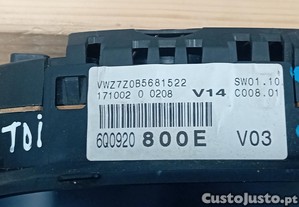 VWZ7Z0B5681522
SW01.10
171002 0 0208 V14 C008.01
6Q0920 800E V03
TDi
CustoJusto.pt